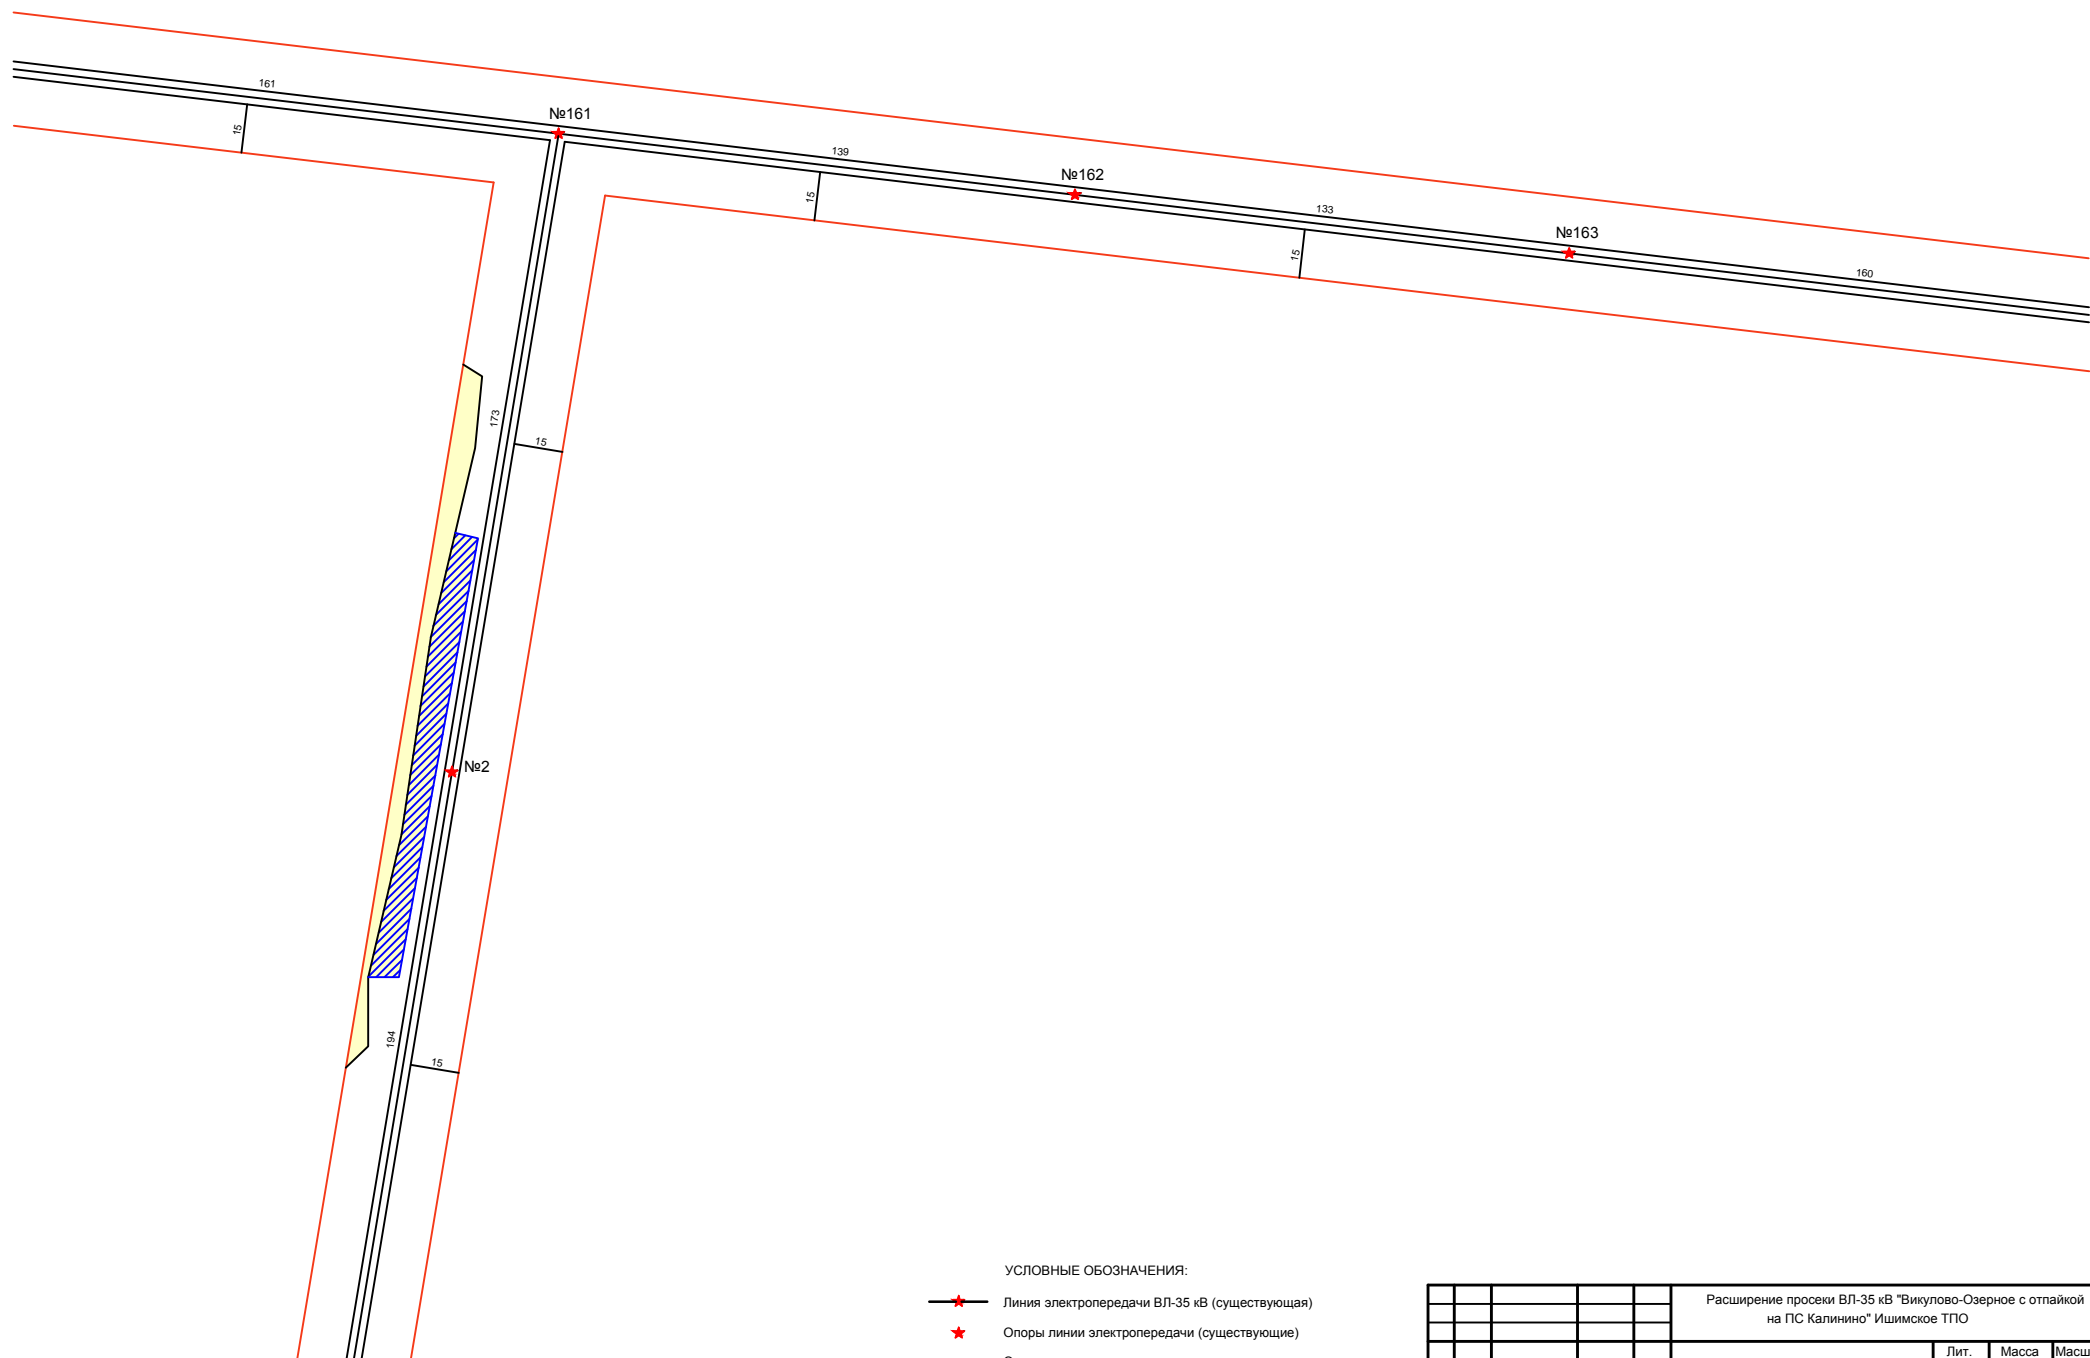 161
№161
15
139
№162
15
133
№163
15
160
173
15
№2
194
15
УСЛОВНЫЕ ОБОЗНАЧЕНИЯ:
Линия электропередачи ВЛ-35 кВ (существующая)
Опоры линии электропередачи (существующие)
Расширение просеки ВЛ-35 кВ "Викулово-Озерное с отпайкой
на ПС Калинино" Ишимское ТПО
Лит. Масса Масш